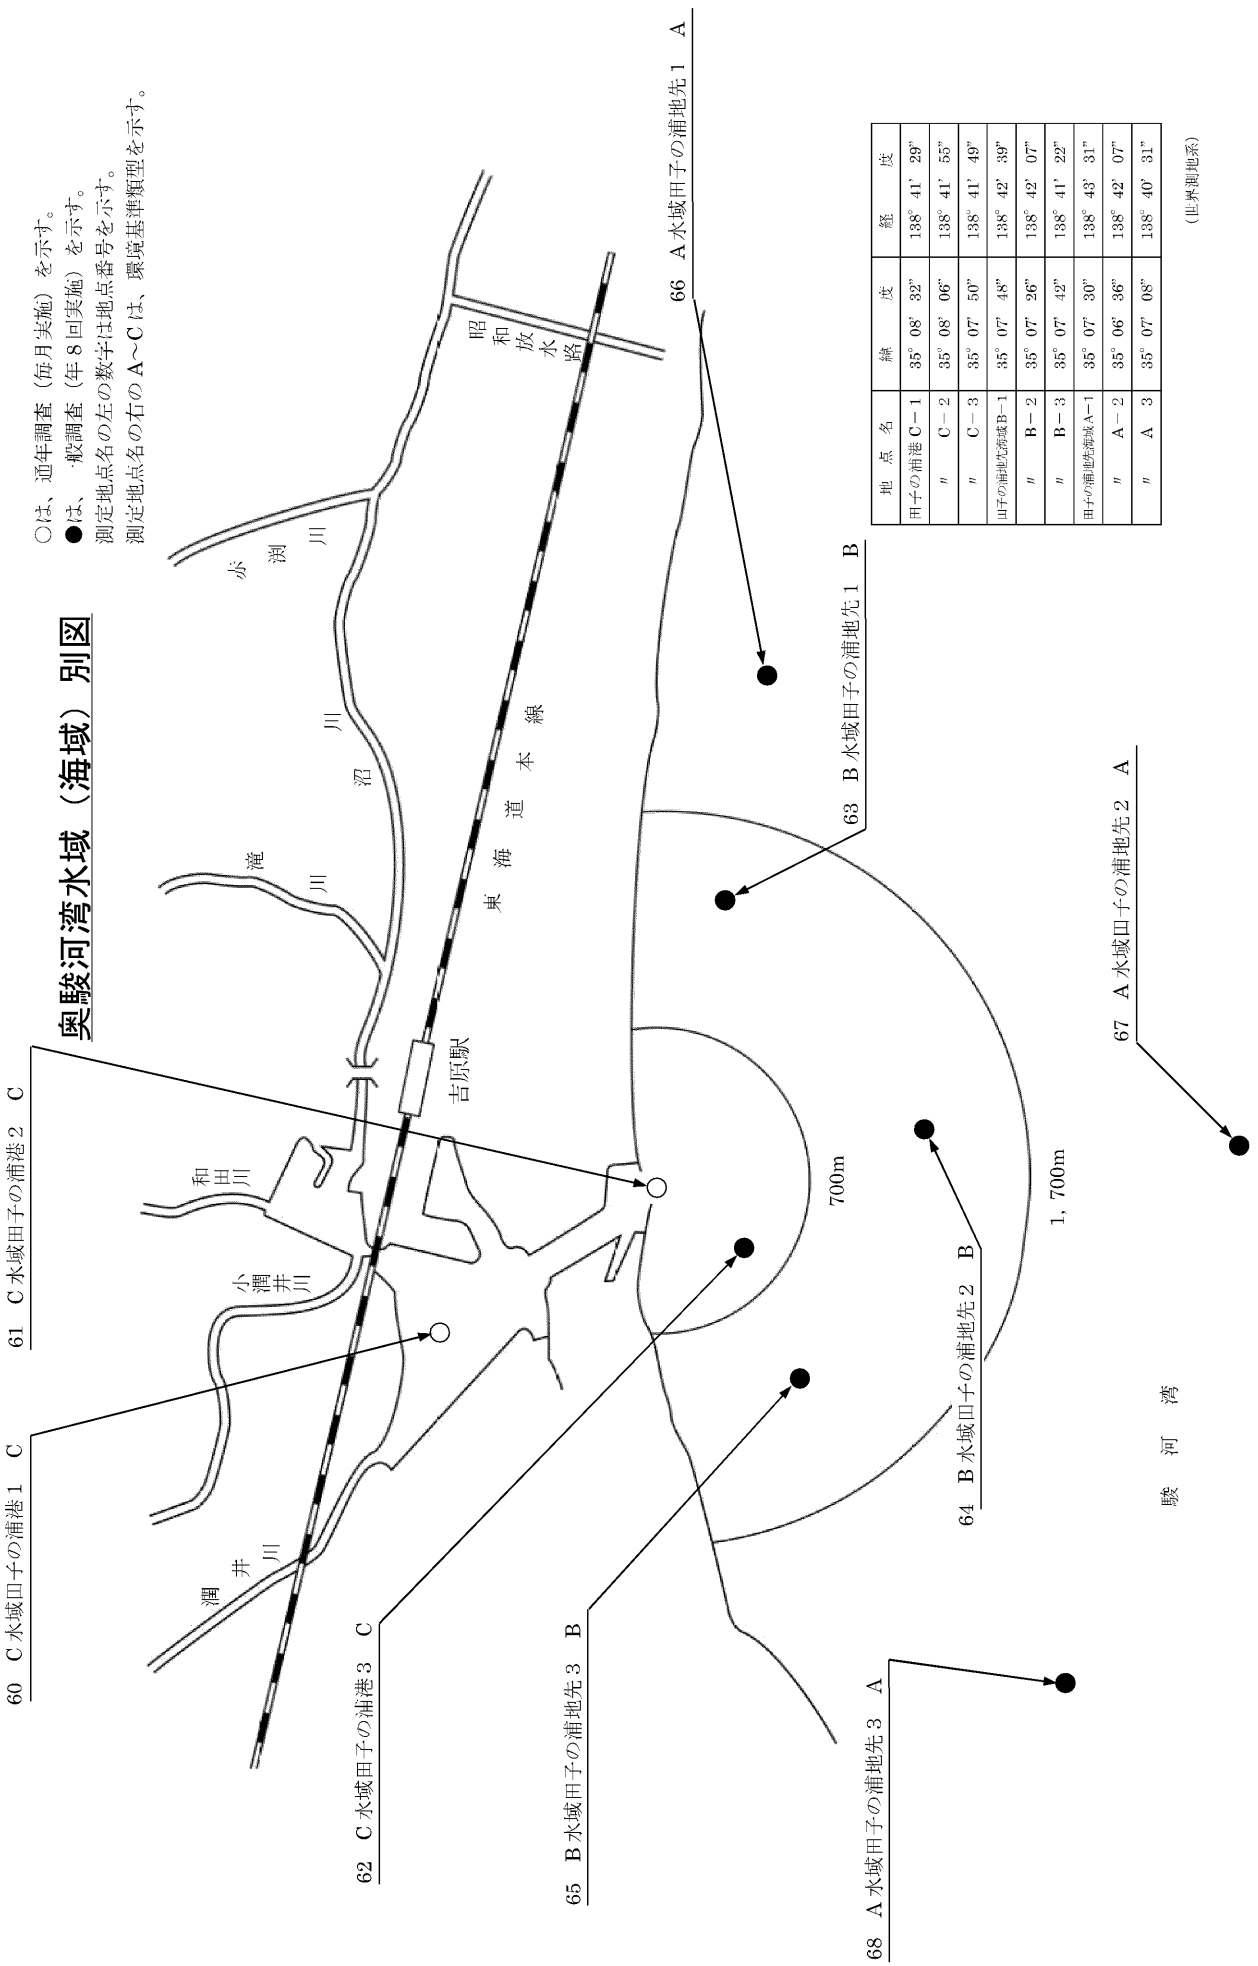 奥駿河湾水域（海域）別図
○は、通年調査（毎月実施）を示す。
●は、一般調査（年８回実施）を示す。
測定地点名の左の数字は地点番号を示す。
測定地点名の右のA～Cは、環境基準類型を示す。
60 C水域田子の浦港1 C
61 C水域田子の浦港2 C
62 C水域田子の浦港3 C
65 B水域田子の浦地先3 B
68 A水域田子の浦地先3 A
64 B水域田子の浦地先2 B
67 A水域田子の浦地先2 A
63 B水域田子の浦地先1 B
66 A水域田子の浦地先1 A
潤井川
小潤井川
和田川
滝川
沼川
赤渕川
昭和放水路
吉原駅
東海道本線
700m
1,700m
駿河湾
地点名 緯度 経度
田子の浦港C－1 35° 08' 32" 138° 41' 29"
〃 C－2 35° 08' 06" 138° 41' 55"
〃 C－3 35° 07' 50" 138° 41' 49"
田子の浦地先海域B－1 35° 07' 48" 138° 42' 39"
〃 B－2 35° 07' 26" 138° 42' 07"
〃 B－3 35° 07' 42" 138° 41' 22"
田子の浦地先海域A－1 35° 07' 30" 138° 43' 31"
〃 A－2 35° 06' 36" 138° 42' 07"
〃 A 3 35° 07' 08" 138° 40' 31"
（世界測地系）